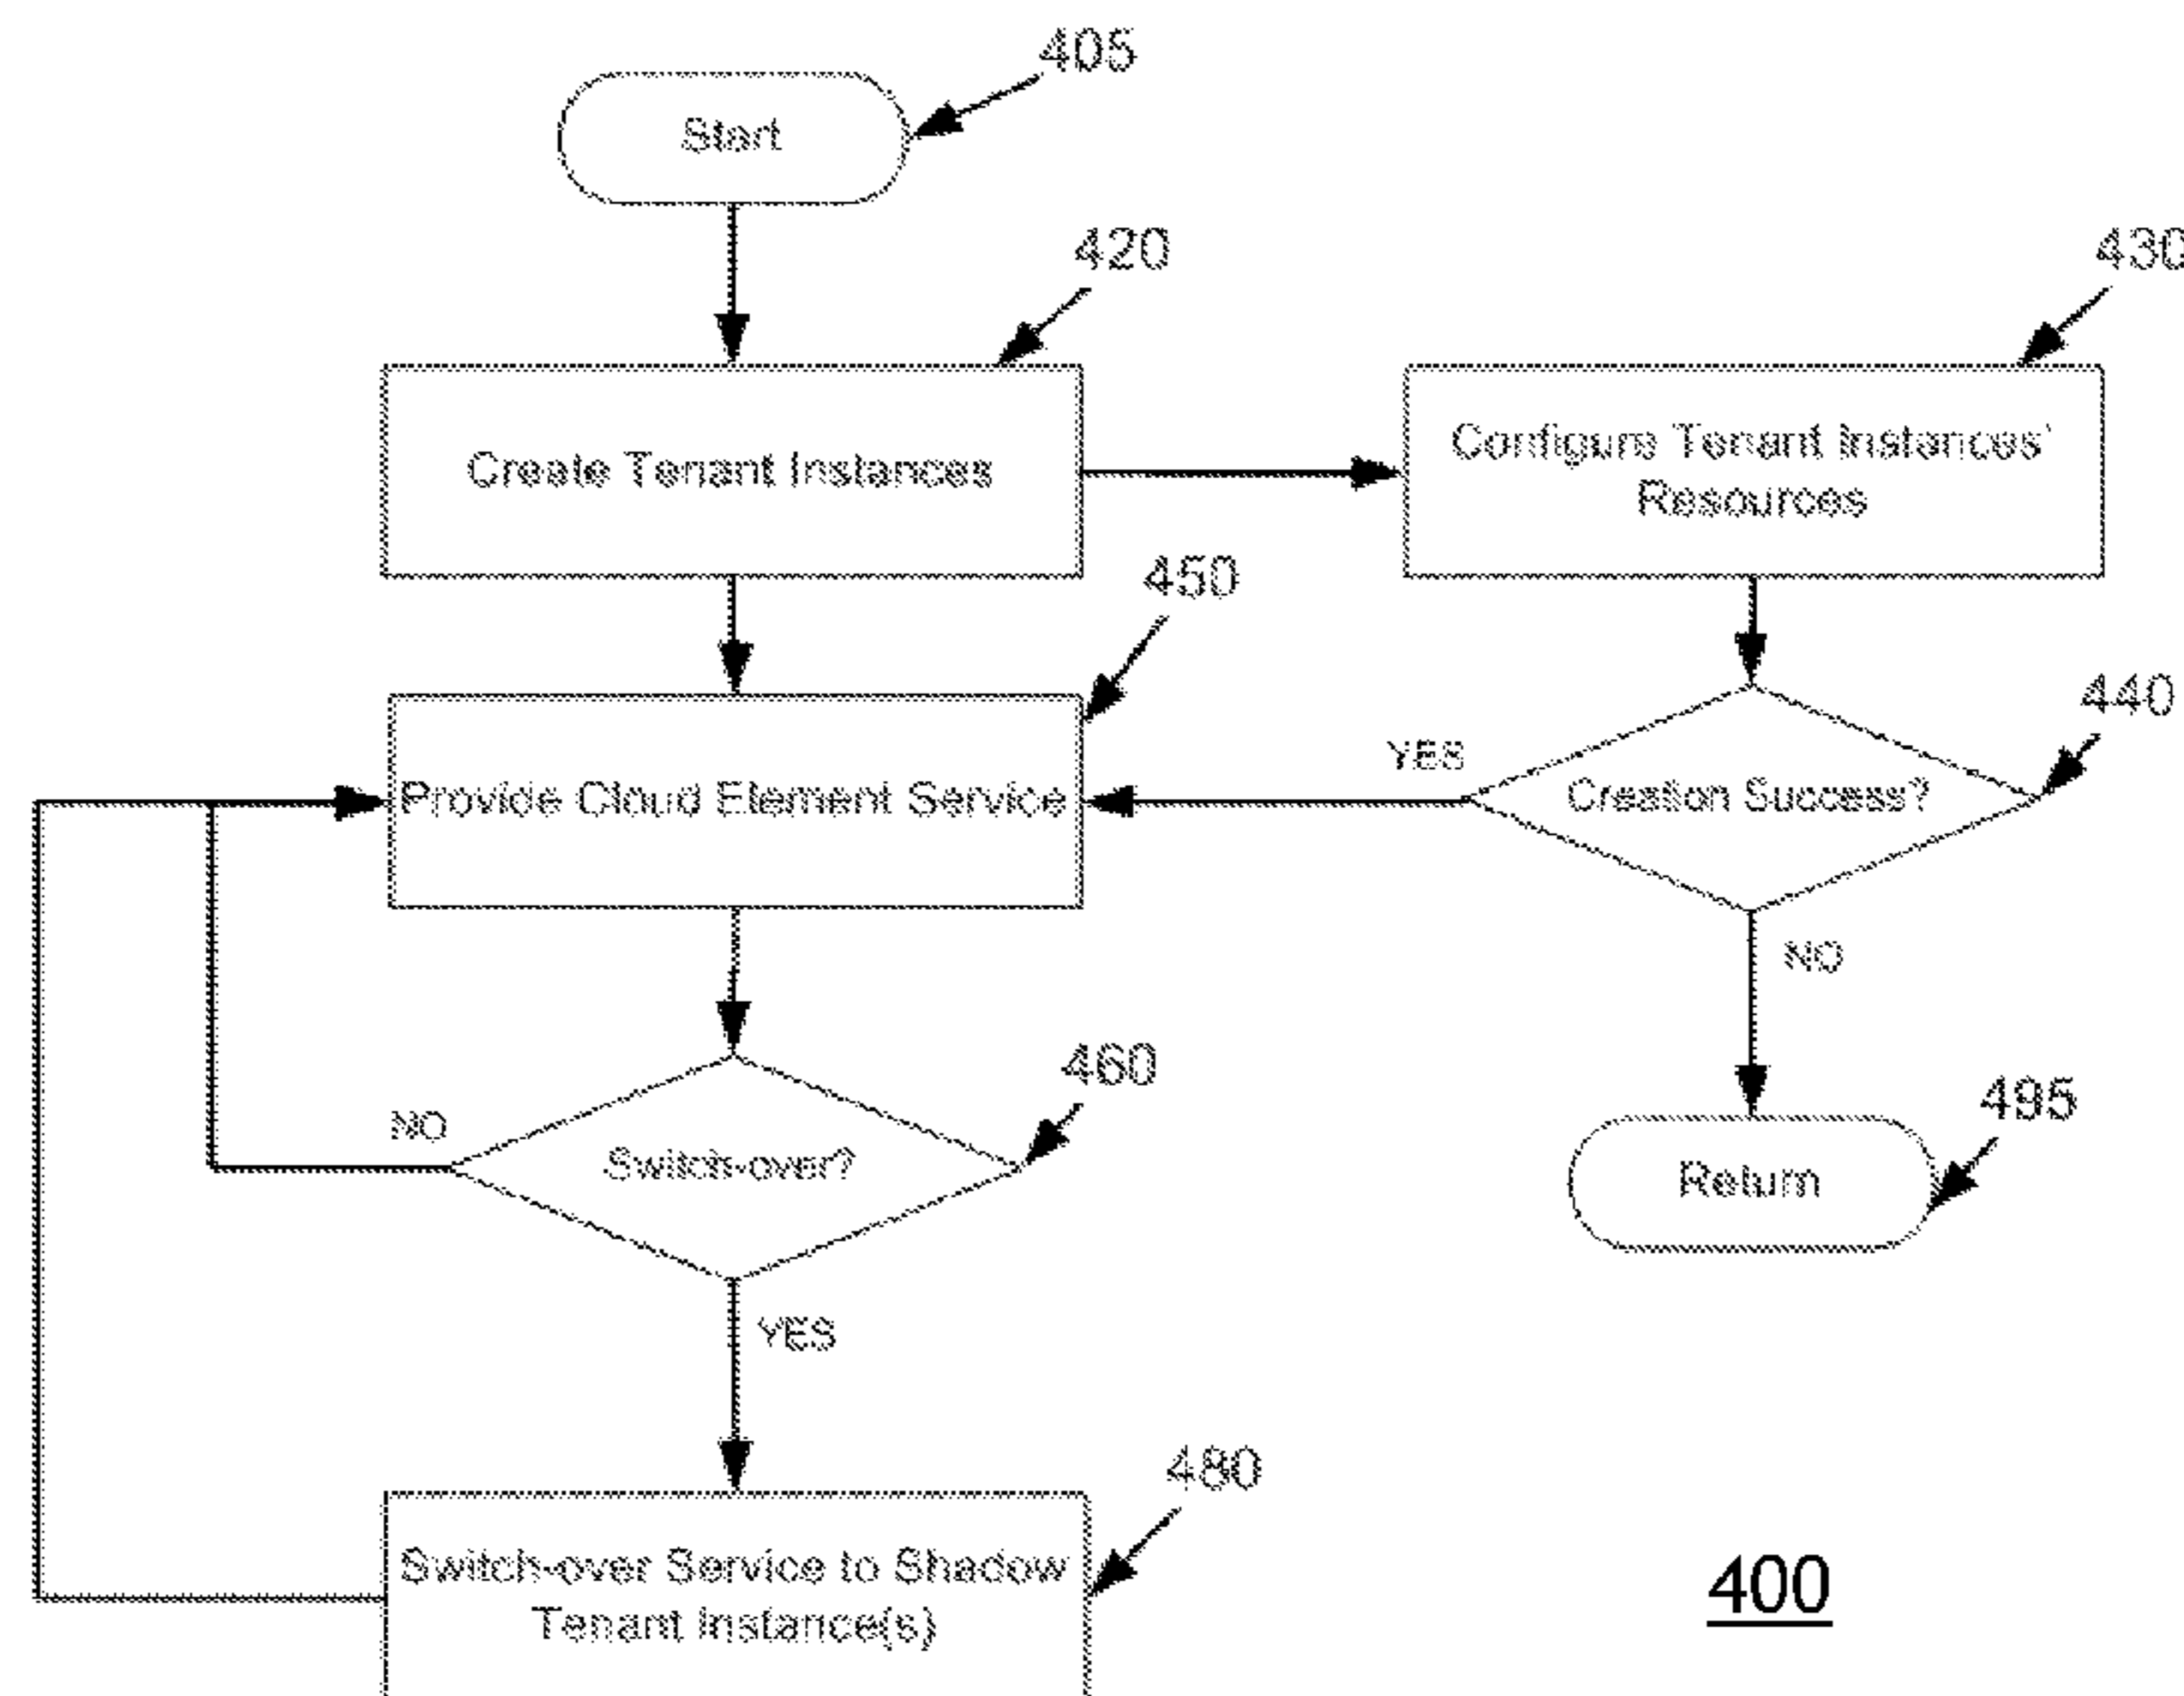 405
Start
420
430
Create Tenant Instances
Configure Tenant Instances'
Resources
450
440
YES
Provide Cloud Element Service
Creation Success?
NO
460
495
NO
Switch-over?
Return
YES
480
Switch-over Service to Shadow
Tenant Instance(s)
400